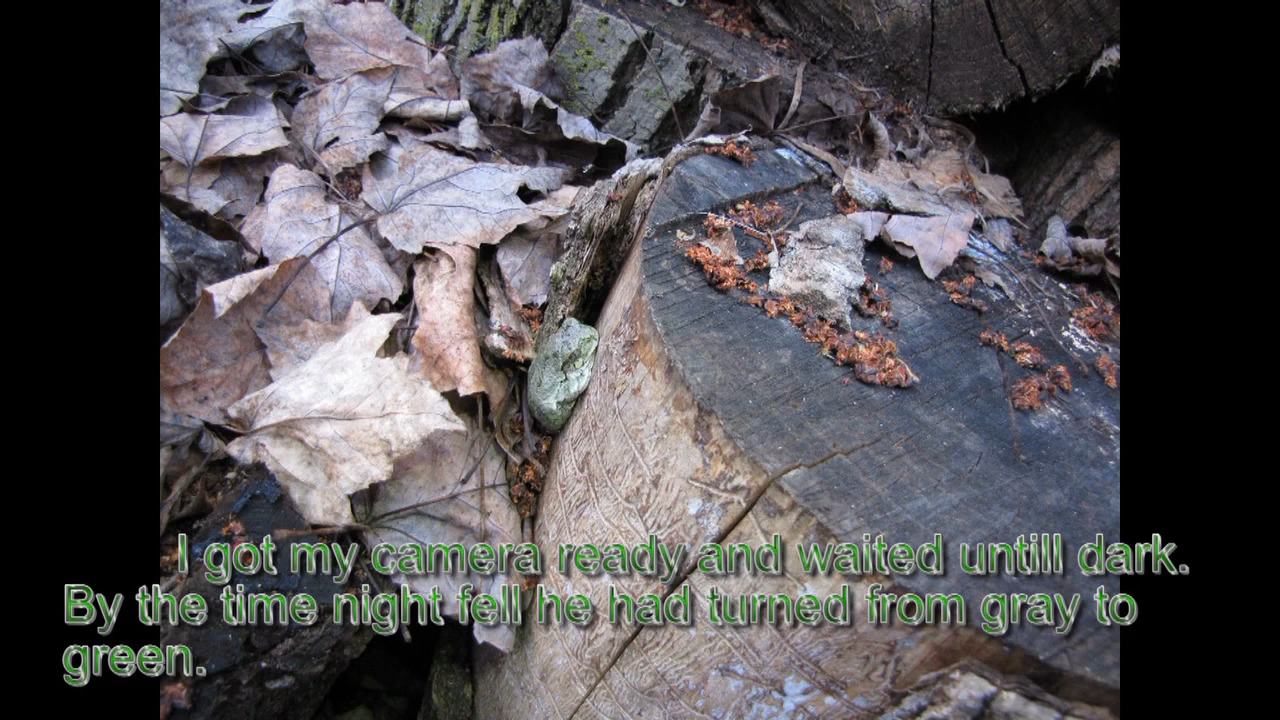 I got my camera ready and waited untill dark.
By the time night fell he had turned from gray to
green.